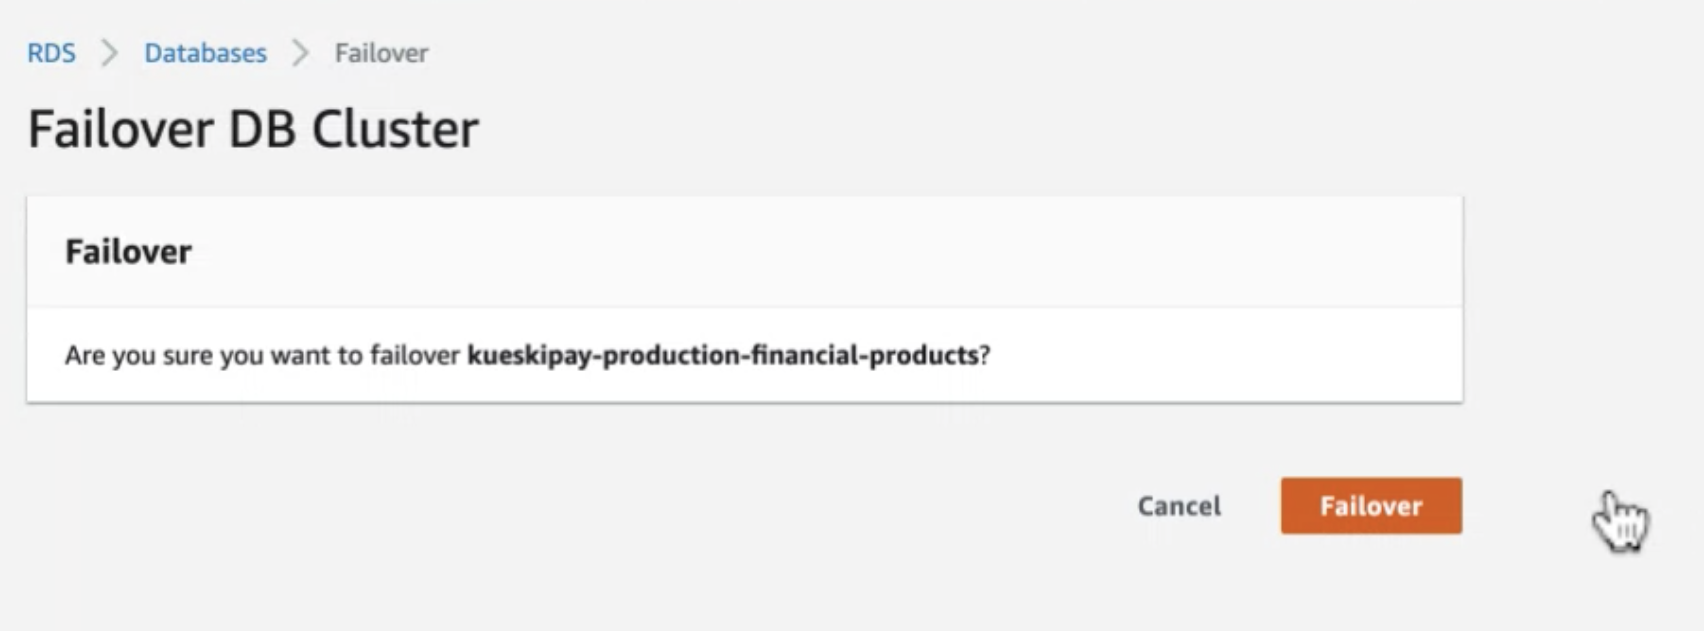 RDS > Databases > Failover
Failover DB Cluster
Failover
Are you sure you want to failover kueskipay-production-financial-products?
Cancel Failover